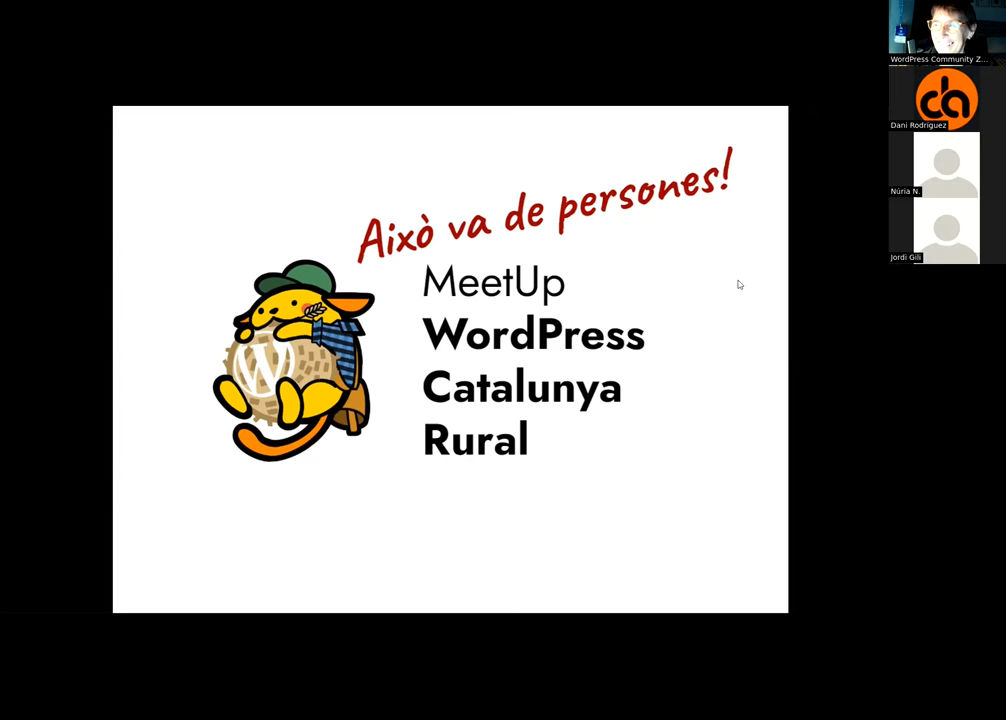 Això va de persones!
MeetUp
WordPress
Catalunya
Rural
W
WordPress Community Z...
Dani Rodriguez
Núria N.
Jordi Gili